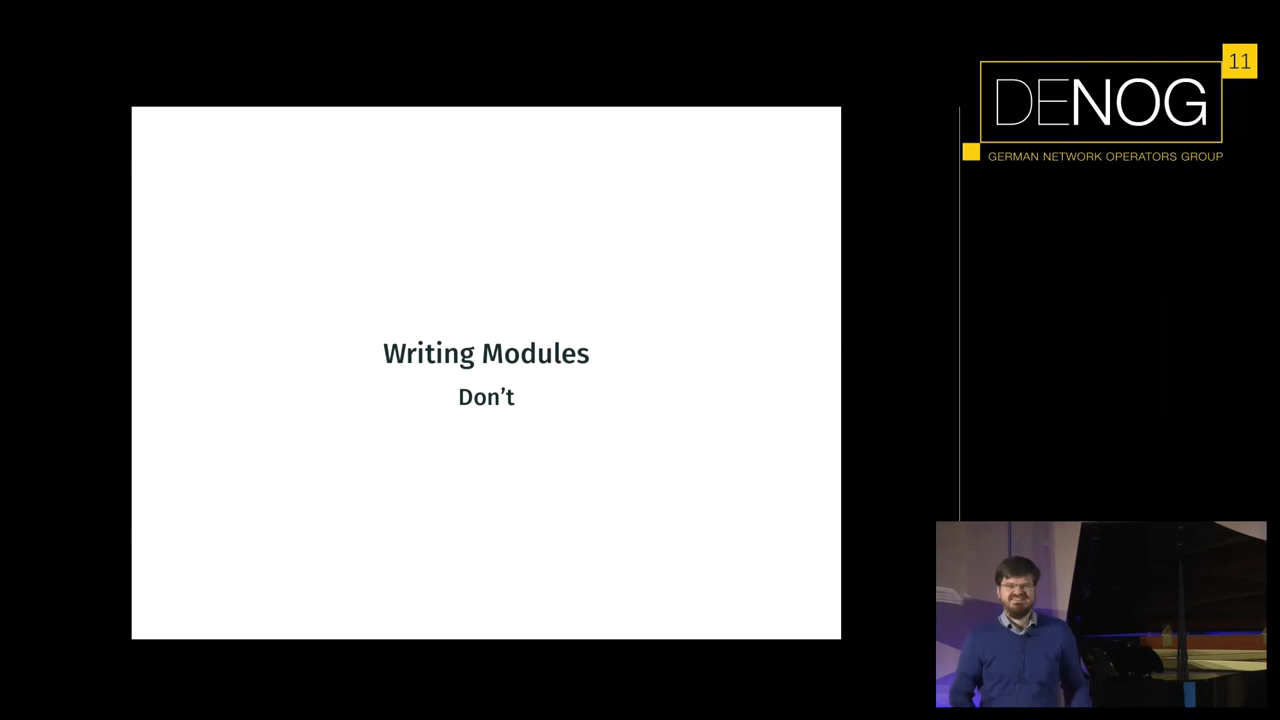 11
DENOG
GERMAN NETWORK OPERATORS GROUP
Writing Modules
Don't